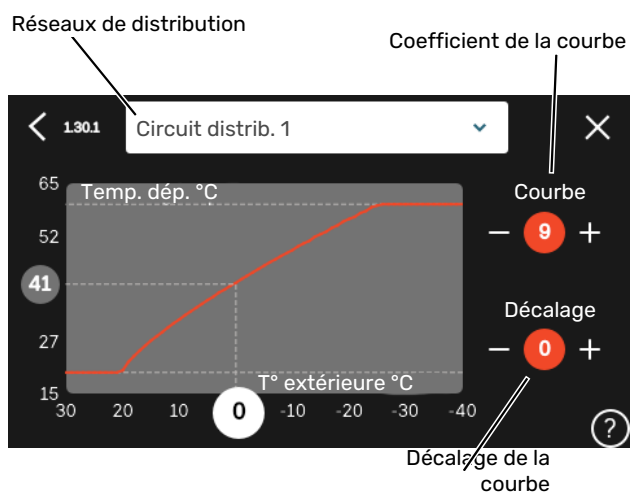 Réseaux de distribution
Coefficient de la courbe
1.30.1
Circuit distrib. 1
65
Temp. dép. °C
Courbe
52
9
41
Décalage
27
0
T° extérieure °C
15
30 20 10 0 -10 -20 -30 -40
?
Décalage de la
courbe